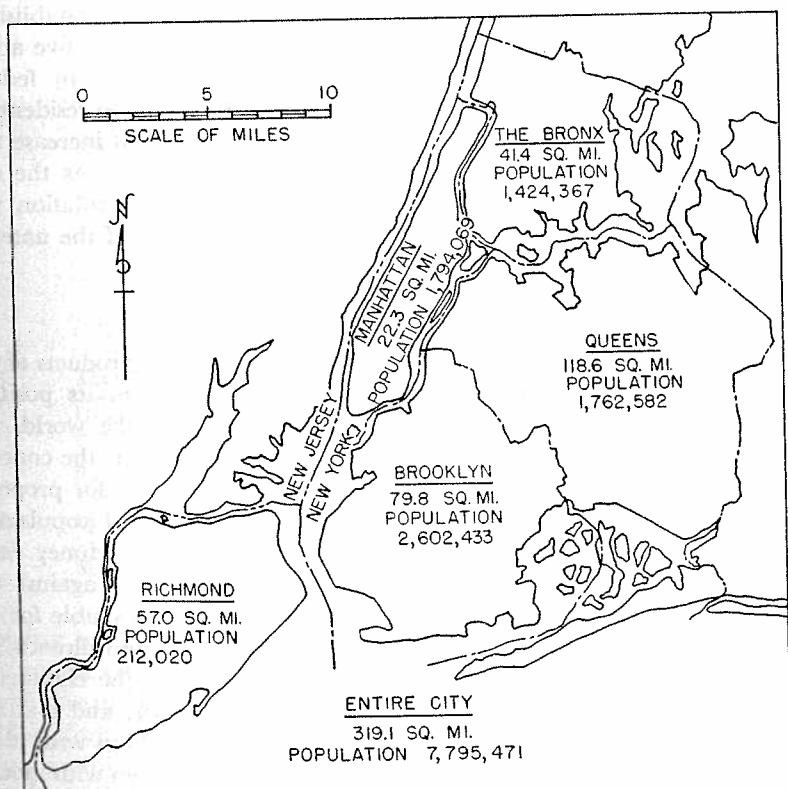 0 5 10
SCALE OF MILES
N
THE BRONX
41.4 SQ. MI.
POPULATION
1,424,367
MANHATTAN
22.3 SQ. MI.
POPULATION 1,794,069
QUEENS
118.6 SQ. MI.
POPULATION
1,762,582
NEW JERSEY
NEW YORK
BROOKLYN
79.8 SQ. MI.
POPULATION
2,602,433
RICHMOND
57.0 SQ. MI.
POPULATION
212,020
ENTIRE CITY
319.1 SQ. MI.
POPULATION 7,795,471